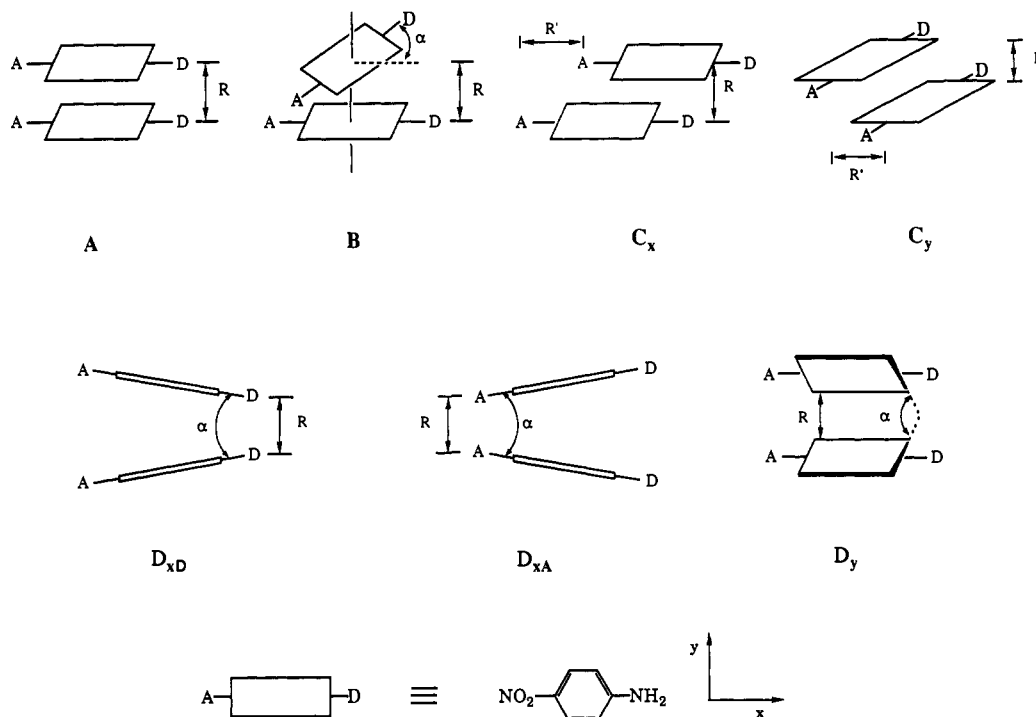 A D R A D
D α R A A D
R' A D R A D
D D A A R'
A B Cx Cy
A D α R A D
A D R α A D
A D R α A D
DxD DxA Dy
A D ≡ NO2 NH2 y x